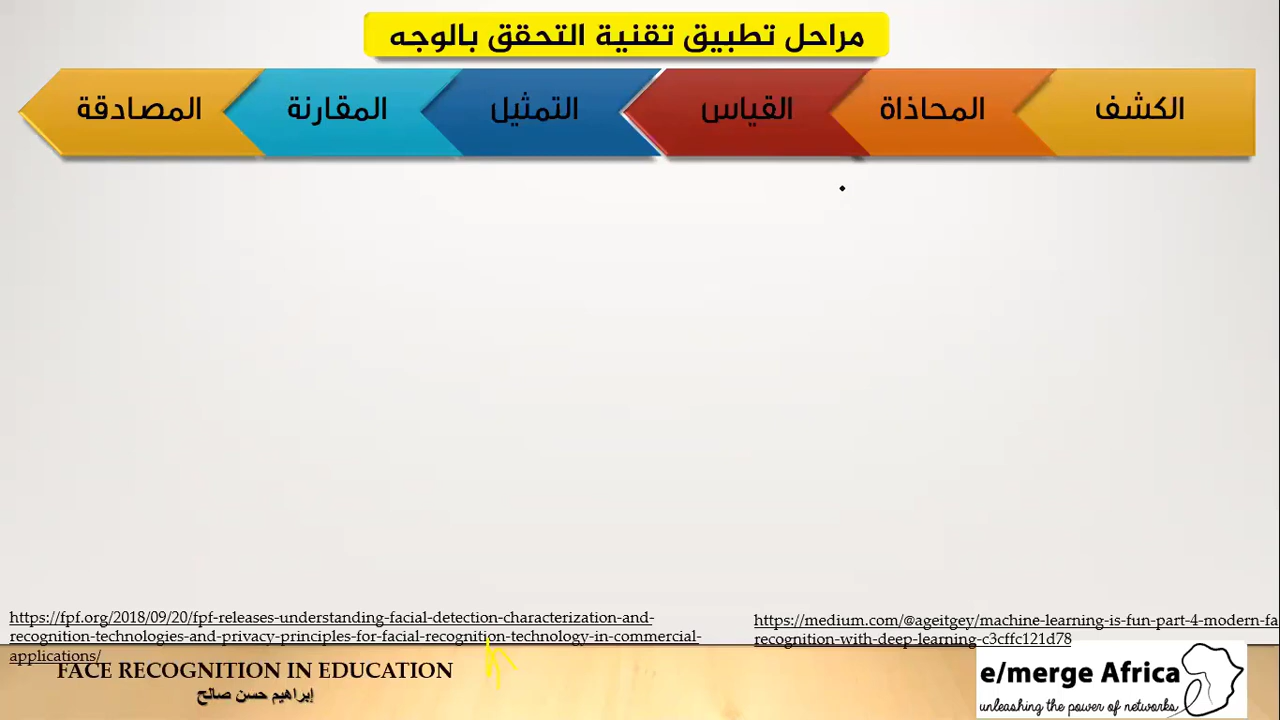 مراحل تطبيق تقنية التحقق بالوجه
الكشف
المحاذاة
القياس
التمثيل
المقارنة
المصادقة
https://fpf.org/2018/09/20/fpf-releases-understanding-facial-detection-characterization-and-
recognition-technologies-and-privacy-principles-for-facial-recognition-technology-in-commercial-
applications/
https://medium.com/@ageitgey/machine-learning-is-fun-part-4-modern-fa
recognition-with-deep-learning-c3cffc121d78
FACE RECOGNITION IN EDUCATION
إبراهيم حسن صالح
e/merge Africa
unleashing the power of networks